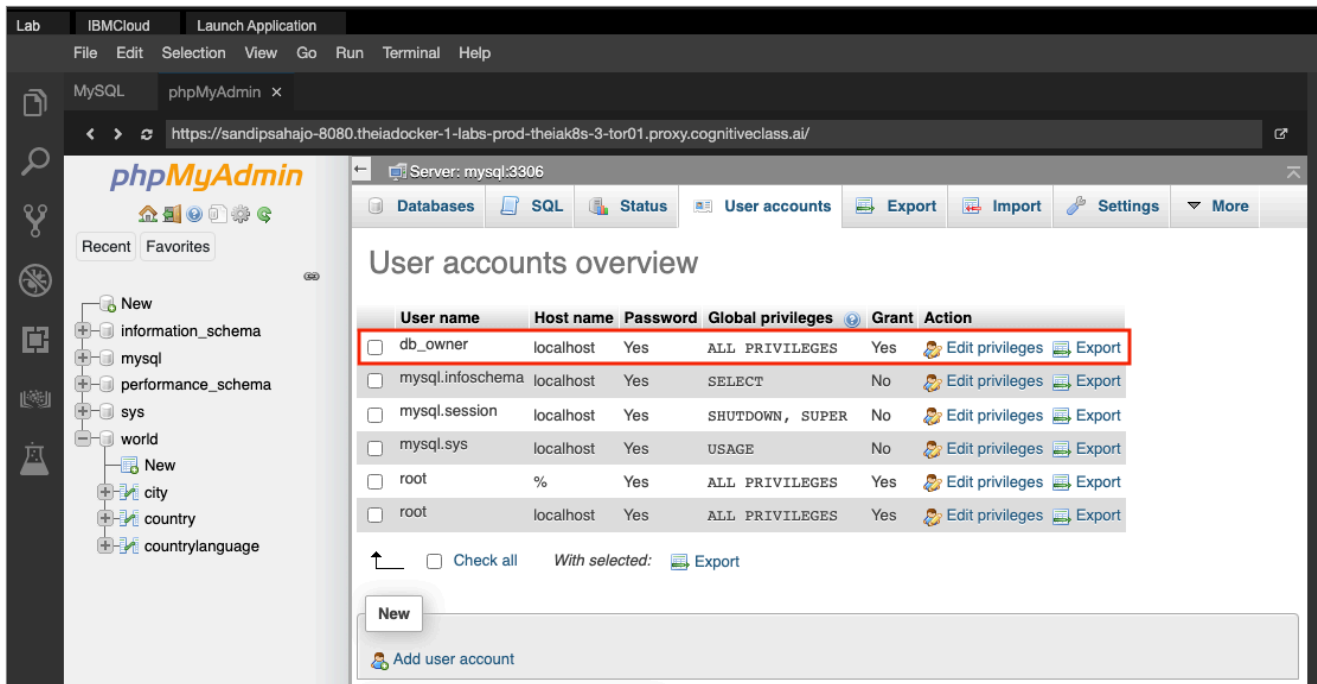 Lab IBMCloud Launch Application
File Edit Selection View Go Run Terminal Help
MySQL phpMyAdmin ×
https://sandipsahajo-8080.theiadocker-1-labs-prod-theiak8s-3-tor01.proxy.cognitiveclass.ai/
phpMyAdmin
Recent Favorites
New
information_schema
mysql
performance_schema
sys
world
New
city
country
countrylanguage
Server: mysql:3306
Databases SQL Status User accounts Export Import Settings More
User accounts overview
User name Host name Password Global privileges Grant Action
db_owner localhost Yes ALL PRIVILEGES Yes Edit privileges Export
mysql.infoschema localhost Yes SELECT No Edit privileges Export
mysql.session localhost Yes SHUTDOWN, SUPER No Edit privileges Export
mysql.sys localhost Yes USAGE No Edit privileges Export
root % Yes ALL PRIVILEGES Yes Edit privileges Export
root localhost Yes ALL PRIVILEGES Yes Edit privileges Export
Check all With selected: Export
New
Add user account